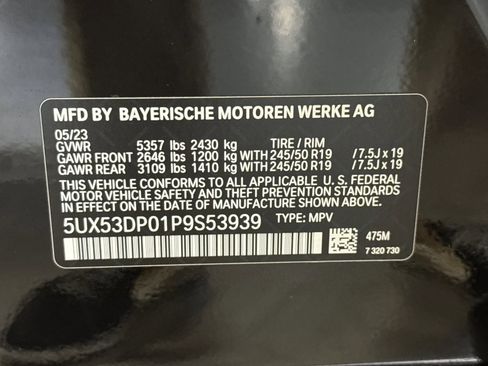 MFD BY BAYERISCHE MOTOREN WERKE AG
05/23
GVWR 5357 lbs 2430 kg TIRE / RIM
GAWR FRONT 2646 lbs 1200 kg WITH 245/50 R19 / 7.5J x 19
GAWR REAR 3109 lbs 1410 kg WITH 245/50 R19 / 7.5J x 19
THIS VEHICLE CONFORMS TO ALL APPLICABLE U. S. FEDERAL
MOTOR VEHICLE SAFETY AND THEFT PREVENTION STANDARDS
IN EFFECT ON THE DATE OF MANUFACTURE SHOWN ABOVE.
5UX53DP01P9S53939 TYPE: MPV
475M
7 320 730